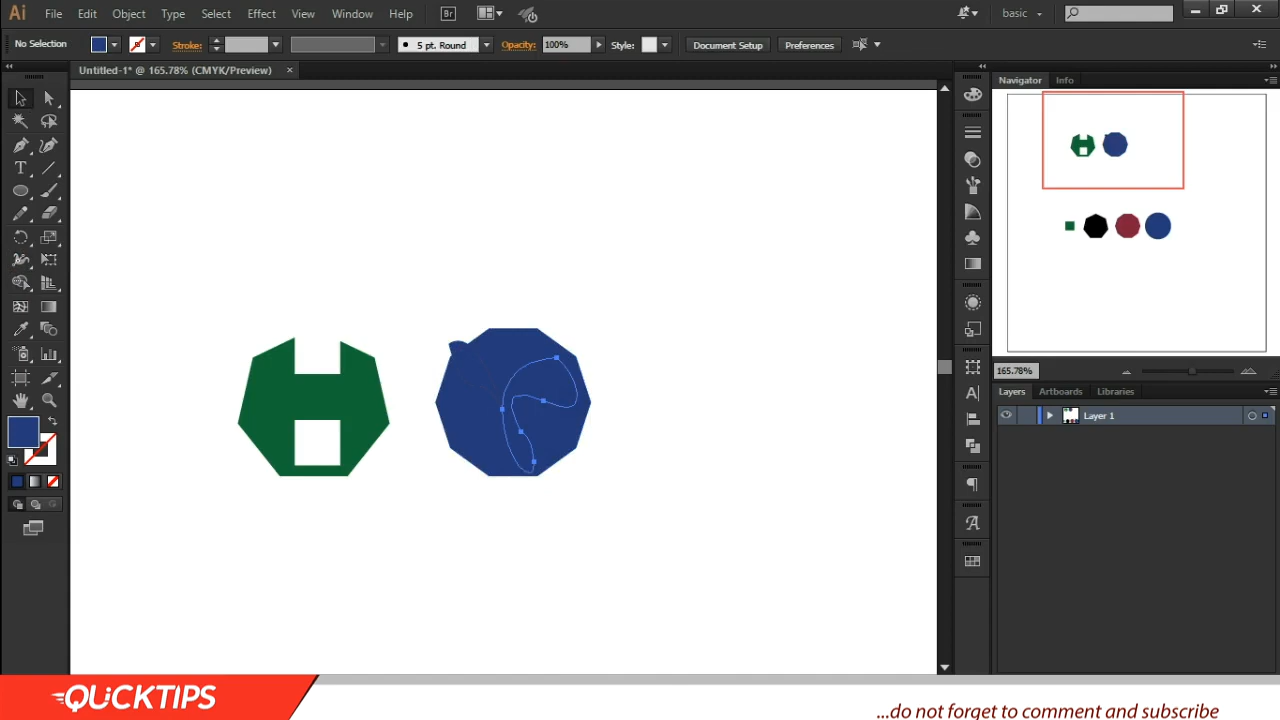 Ai File Edit Object Type Select Effect View Window Help Br basic
No Selection Stroke: 5 pt. Round Opacity: 100% Style: Document Setup Preferences
Untitled-1* @ 165.78% (CMYK/Preview) ×
Navigator Info
165.78%
Layers Artboards Libraries
Layer 1
QUiCKTIPS
...do not forget to comment and subscribe